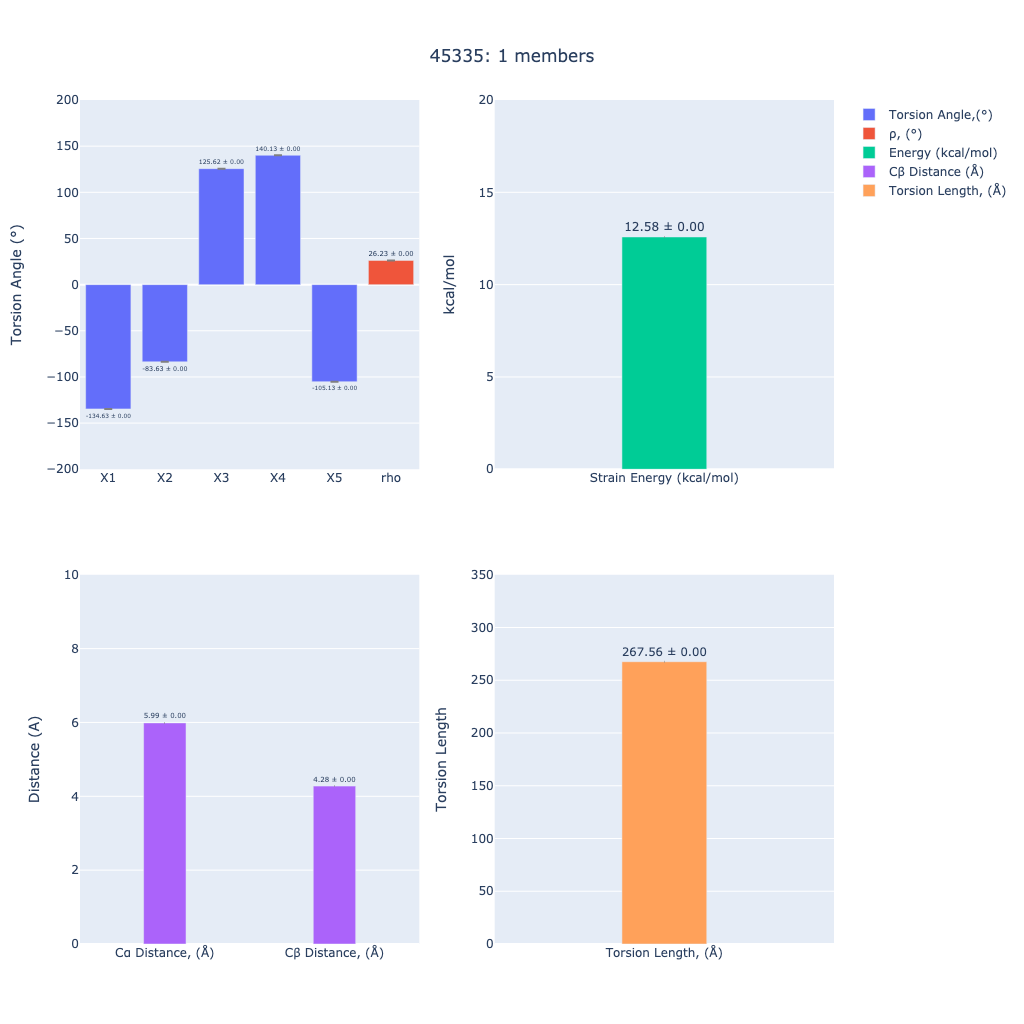 45335: 1 members
200
150
100
50
0
−50
−100
−150
−200
Torsion Angle (°)
-134.63 ± 0.00
-83.63 ± 0.00
125.62 ± 0.00
140.13 ± 0.00
-105.13 ± 0.00
26.23 ± 0.00
X1 X2 X3 X4 X5 rho
20
15
10
5
0
kcal/mol
12.58 ± 0.00
Strain Energy (kcal/mol)
Torsion Angle,(°)
ρ, (°)
Energy (kcal/mol)
Cβ Distance (Å)
Torsion Length, (Å)
10
8
6
4
2
0
Distance (A)
5.99 ± 0.00
4.28 ± 0.00
Cα Distance, (Å) Cβ Distance, (Å)
350
300
250
200
150
100
50
0
Torsion Length
267.56 ± 0.00
Torsion Length, (Å)